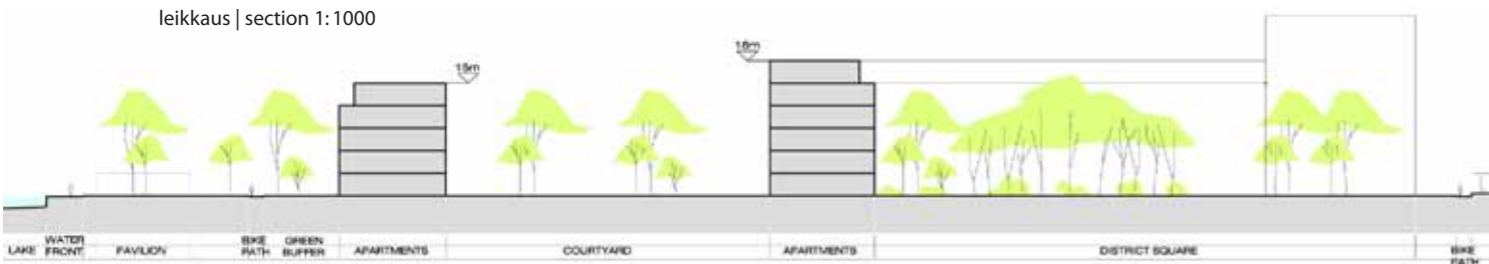 leikkaus | section 1:1000
18m
15m
LAKE
WATER
FRONT
PAVILION
BIKE
PATH
GREEN
BUFFER
APARTMENTS
COURTYARD
APARTMENTS
DISTRICT SQUARE
BIKE
PATH